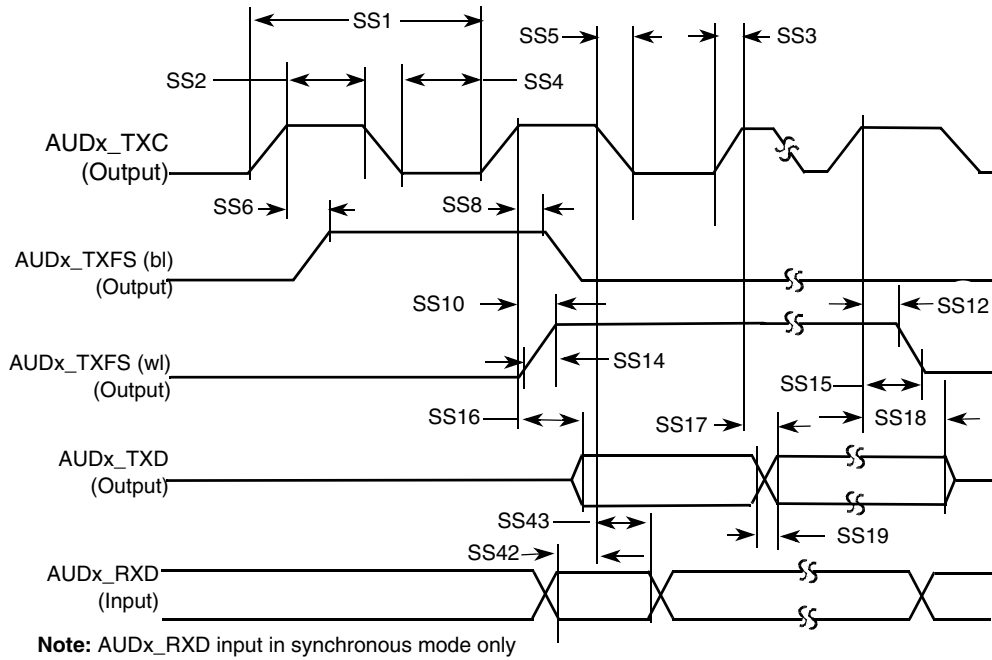 SS1
SS5
SS3
SS2
SS4
AUDx_TXC
(Output)
SS6
SS8
AUDx_TXFS (bl)
(Output)
SS10
SS12
AUDx_TXFS (wl)
(Output)
SS14
SS15
SS16
SS17
SS18
AUDx_TXD
(Output)
SS43
SS19
SS42
AUDx_RXD
(Input)
Note: AUDx_RXD input in synchronous mode only